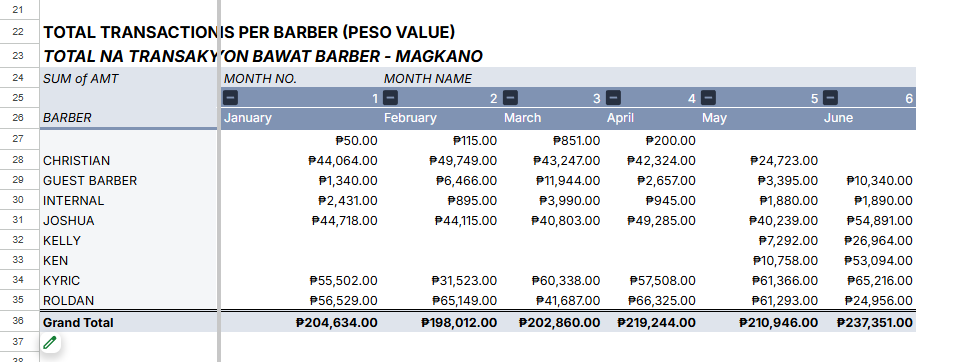 21
22 TOTAL TRANSACTIONS PER BARBER (PESO VALUE)
23 TOTAL NA TRANSAKYON BAWAT BARBER - MAGKANO
24 SUM of AMT MONTH NO. MONTH NAME
25 1 2 3 4 5 6
26 BARBER January February March April May June
27 ₱50.00 ₱115.00 ₱851.00 ₱200.00
28 CHRISTIAN ₱44,064.00 ₱49,749.00 ₱43,247.00 ₱42,324.00 ₱24,723.00
29 GUEST BARBER ₱1,340.00 ₱6,466.00 ₱11,944.00 ₱2,657.00 ₱3,395.00 ₱10,340.00
30 INTERNAL ₱2,431.00 ₱895.00 ₱3,990.00 ₱945.00 ₱1,880.00 ₱1,890.00
31 JOSHUA ₱44,718.00 ₱44,115.00 ₱40,803.00 ₱49,285.00 ₱40,239.00 ₱54,891.00
32 KELLY ₱7,292.00 ₱26,964.00
33 KEN ₱10,758.00 ₱53,094.00
34 KYRIC ₱55,502.00 ₱31,523.00 ₱60,338.00 ₱57,508.00 ₱61,366.00 ₱65,216.00
35 ROLDAN ₱56,529.00 ₱65,149.00 ₱41,687.00 ₱66,325.00 ₱61,293.00 ₱24,956.00
36 Grand Total ₱204,634.00 ₱198,012.00 ₱202,860.00 ₱219,244.00 ₱210,946.00 ₱237,351.00
37